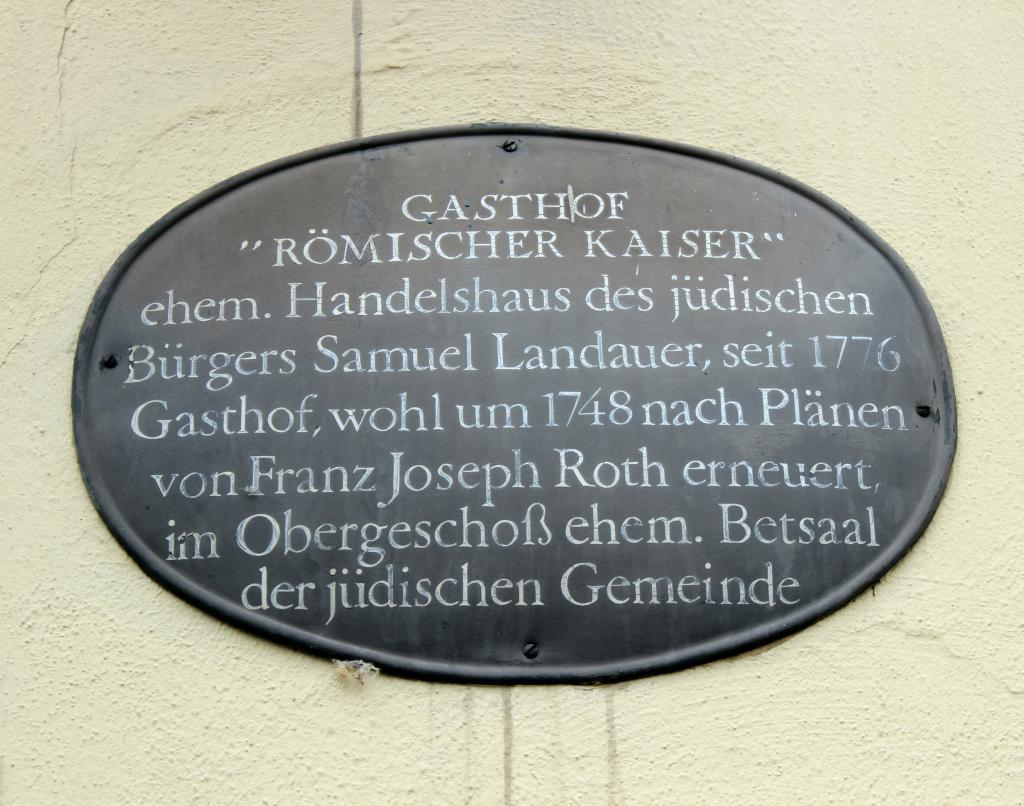 GASTHOF
"RÖMISCHER KAISER"
ehem. Handelshaus des jüdischen
Bürgers Samuel Landauer, seit 1776
Gasthof, wohl um 1748 nach Plänen
von Franz Joseph Roth erneuert,
im Obergeschoß ehem. Betsaal
der jüdischen Gemeinde